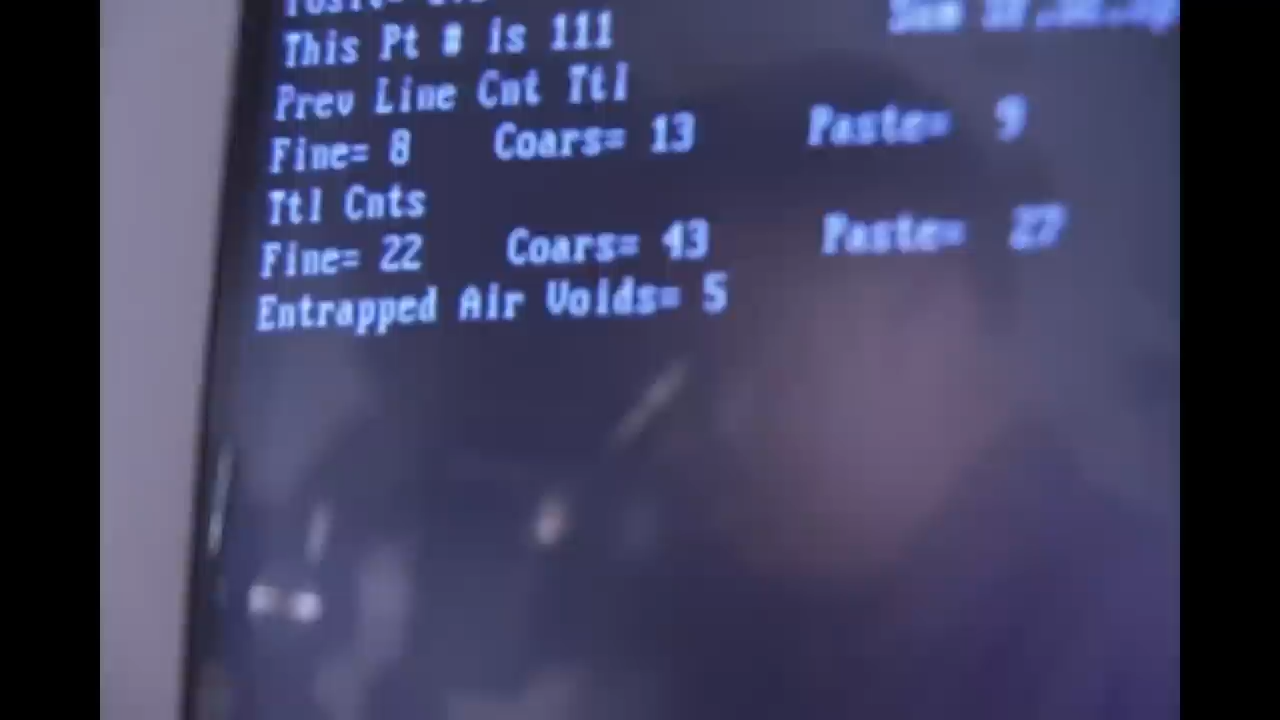 This Pt # is 111
Prev Line Cnt Ttl
Fine= 8 Coars= 13 Paste= 9
Ttl Cnts
Fine= 22 Coars= 43 Paste= 27
Entrapped Air Voids= 5